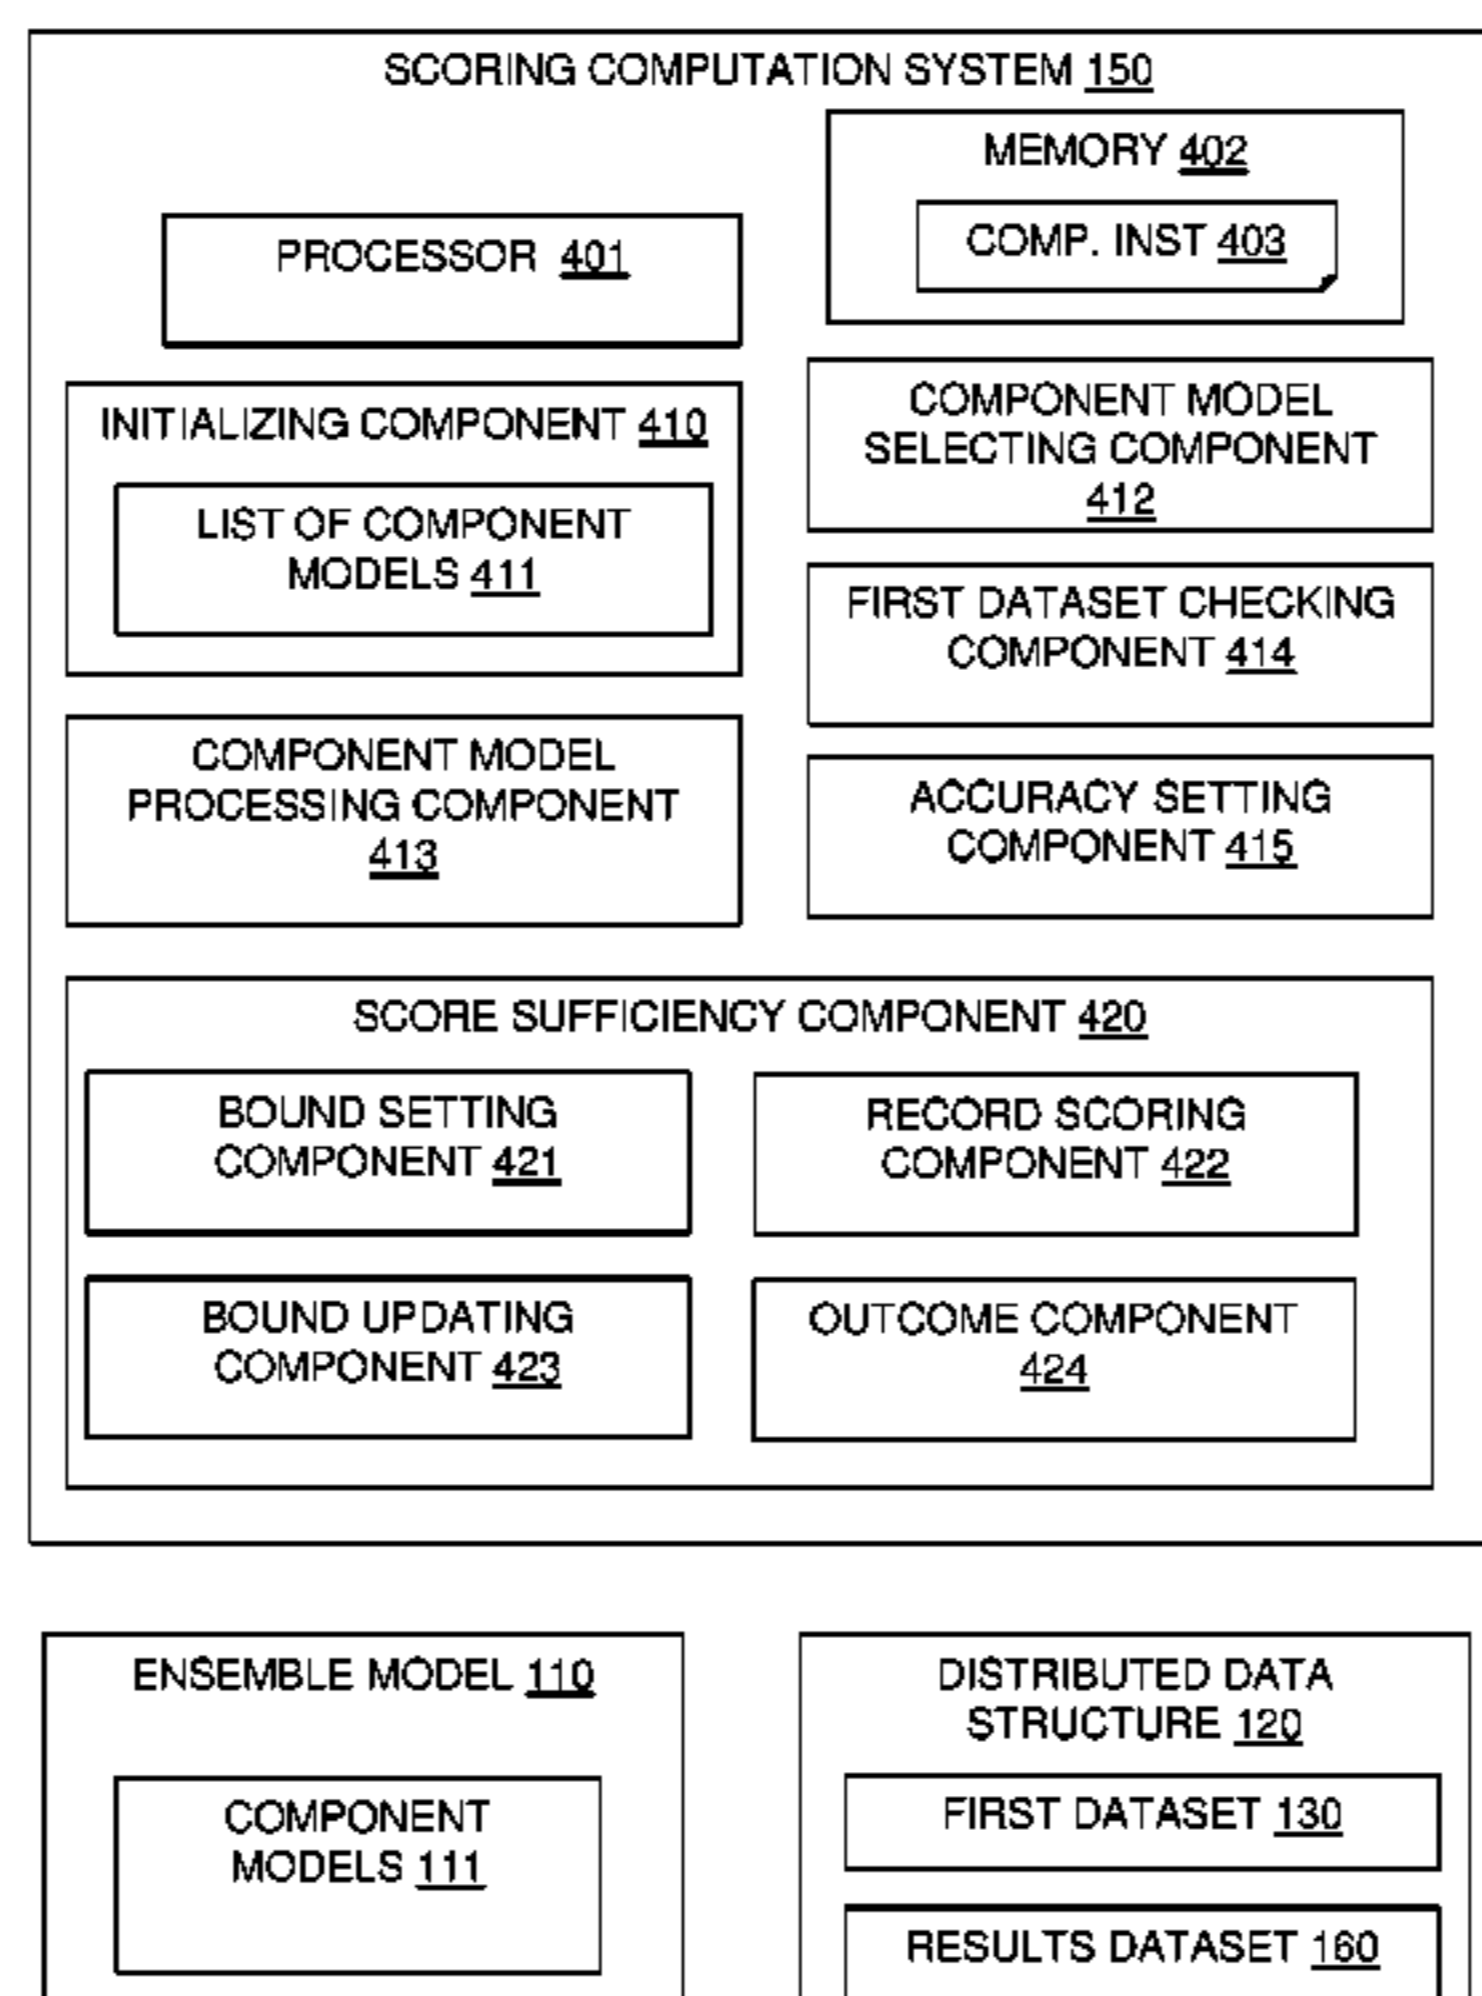 SCORING COMPUTATION SYSTEM 150
MEMORY 402
COMP. INST 403
PROCESSOR 401
INITIALIZING COMPONENT 410
LIST OF COMPONENT
MODELS 411
COMPONENT MODEL
SELECTING COMPONENT
412
FIRST DATASET CHECKING
COMPONENT 414
COMPONENT MODEL
PROCESSING COMPONENT
413
ACCURACY SETTING
COMPONENT 415
SCORE SUFFICIENCY COMPONENT 420
BOUND SETTING
COMPONENT 421
RECORD SCORING
COMPONENT 422
BOUND UPDATING
COMPONENT 423
OUTCOME COMPONENT
424
ENSEMBLE MODEL 110
COMPONENT
MODELS 111
DISTRIBUTED DATA
STRUCTURE 120
FIRST DATASET 130
RESULTS DATASET 160